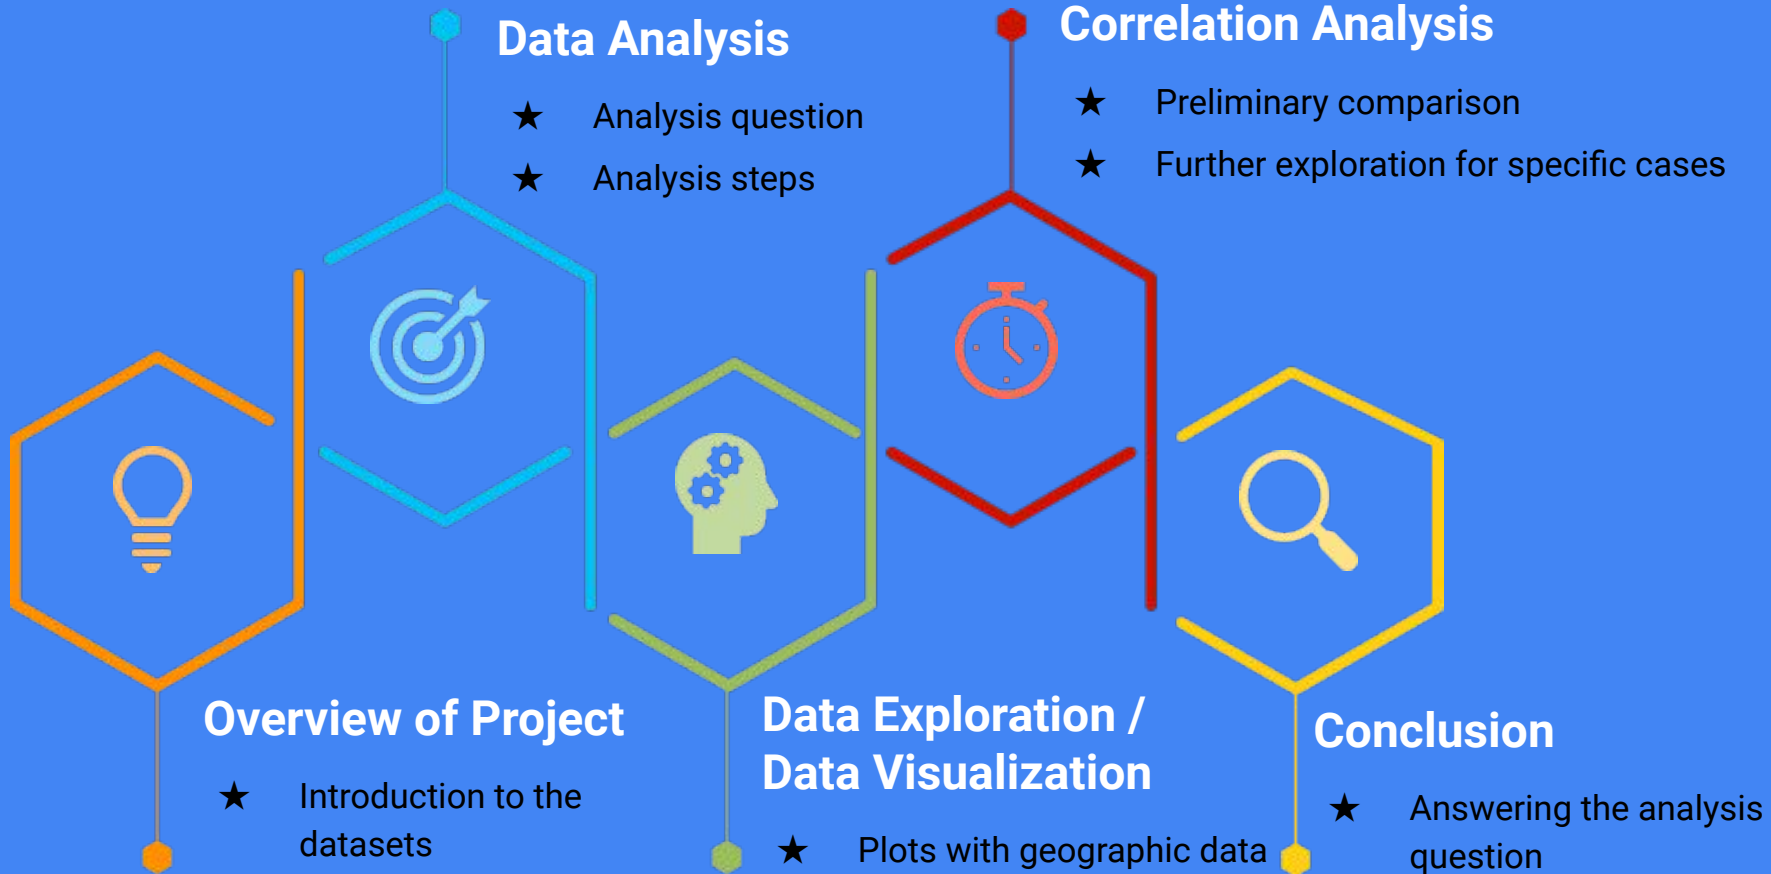 Data Analysis
★ Analysis question
★ Analysis steps
Correlation Analysis
★ Preliminary comparison
★ Further exploration for specific cases
Overview of Project
★ Introduction to the
datasets
Data Exploration /
Data Visualization
★ Plots with geographic data
Conclusion
★ Answering the analysis
question